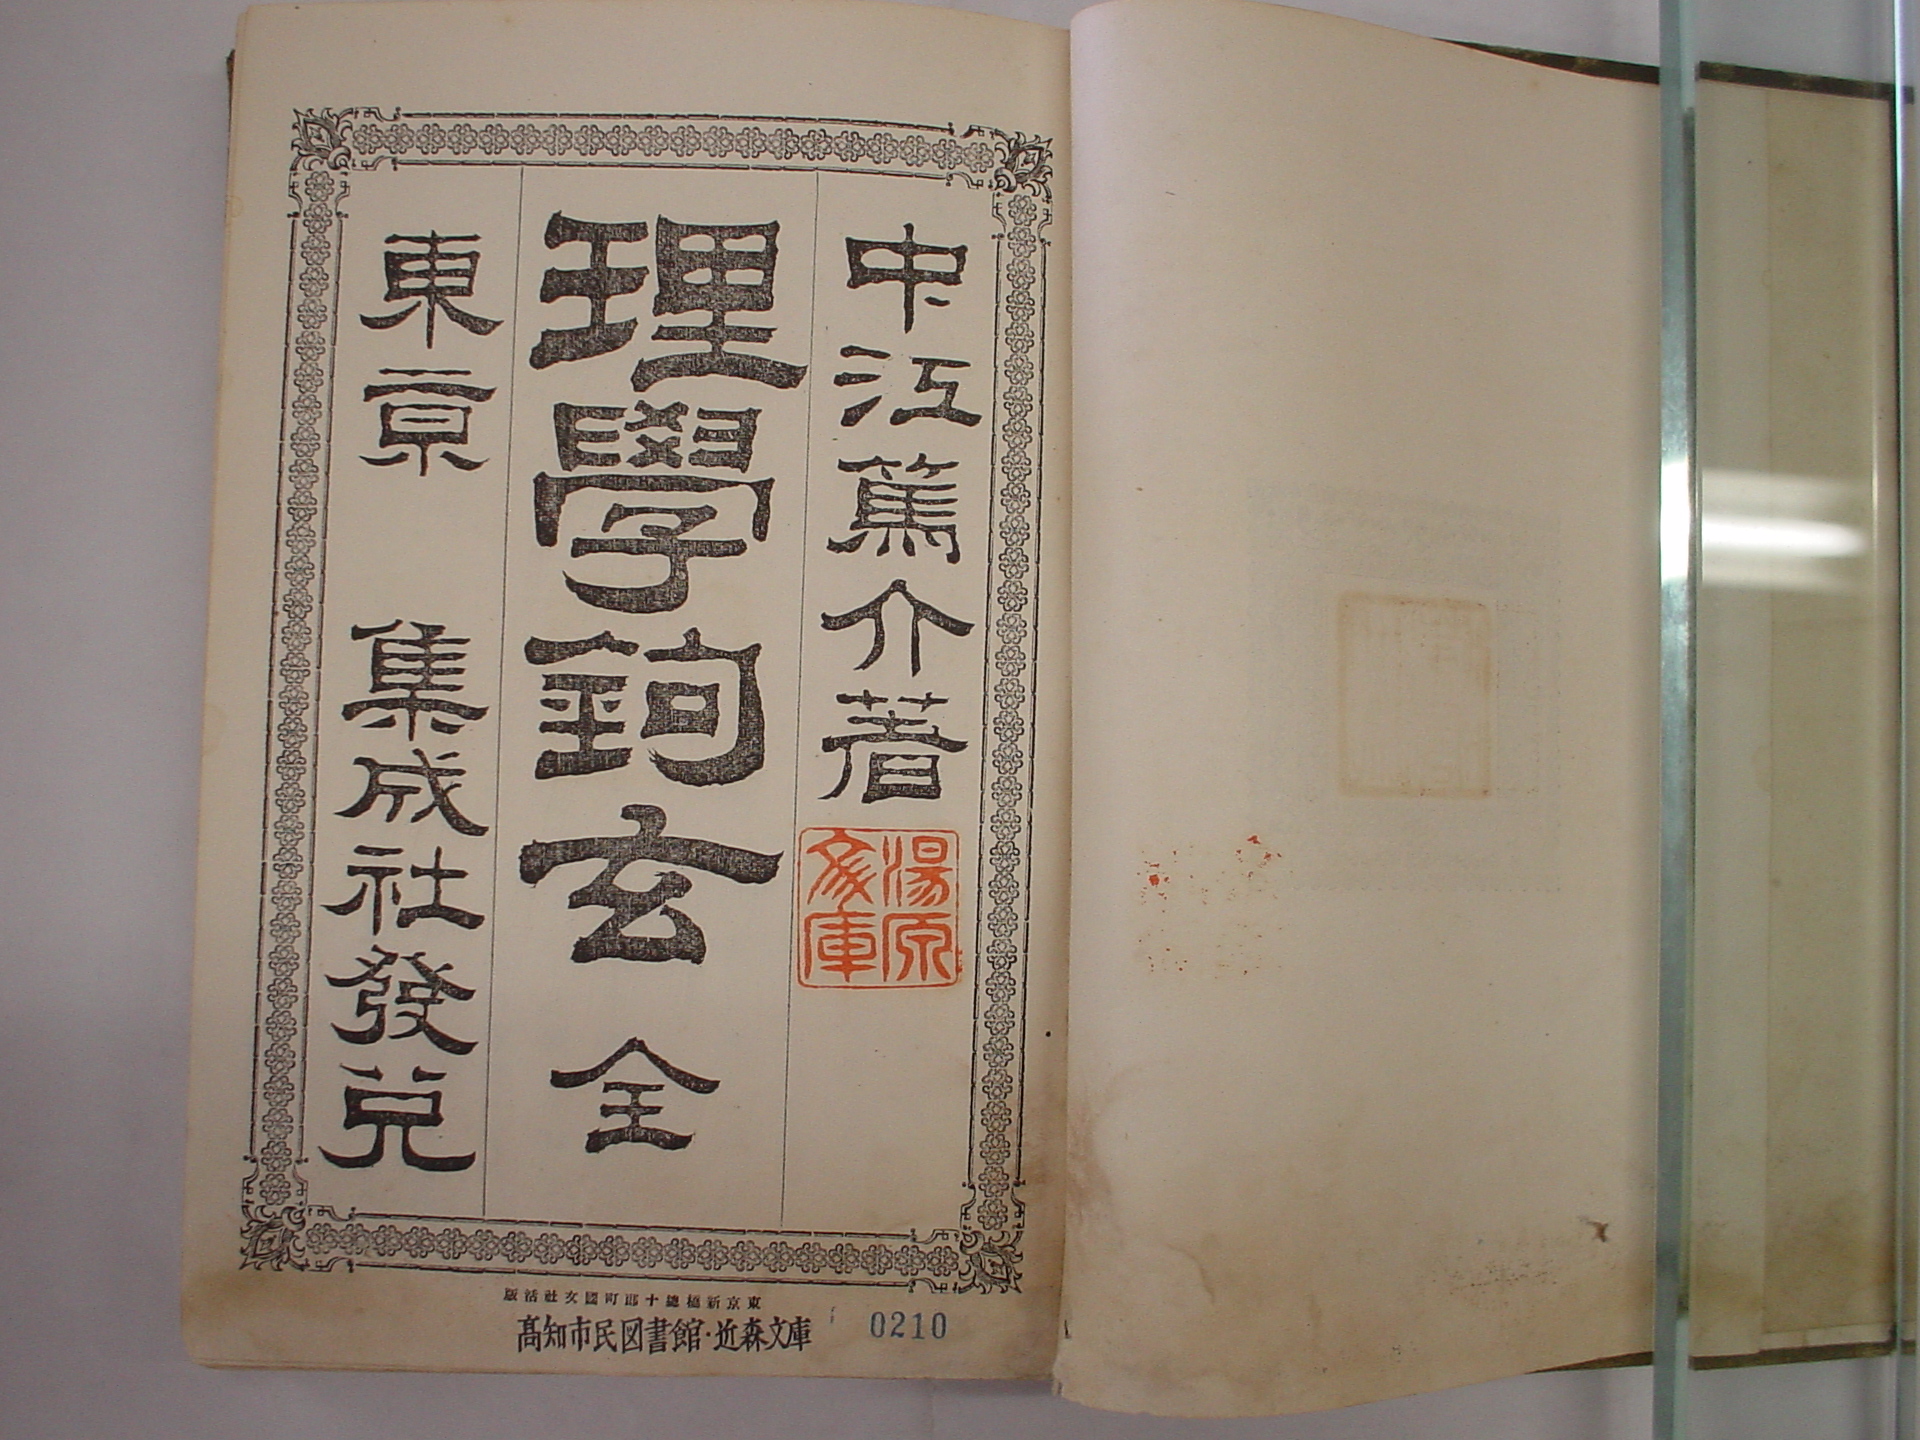 中江篤介著
湯原
文庫
理學鉤玄 全
東京 集成社發兌
東京新橋總十郎町國文社活版
高知市民図書館・近森文庫
0210